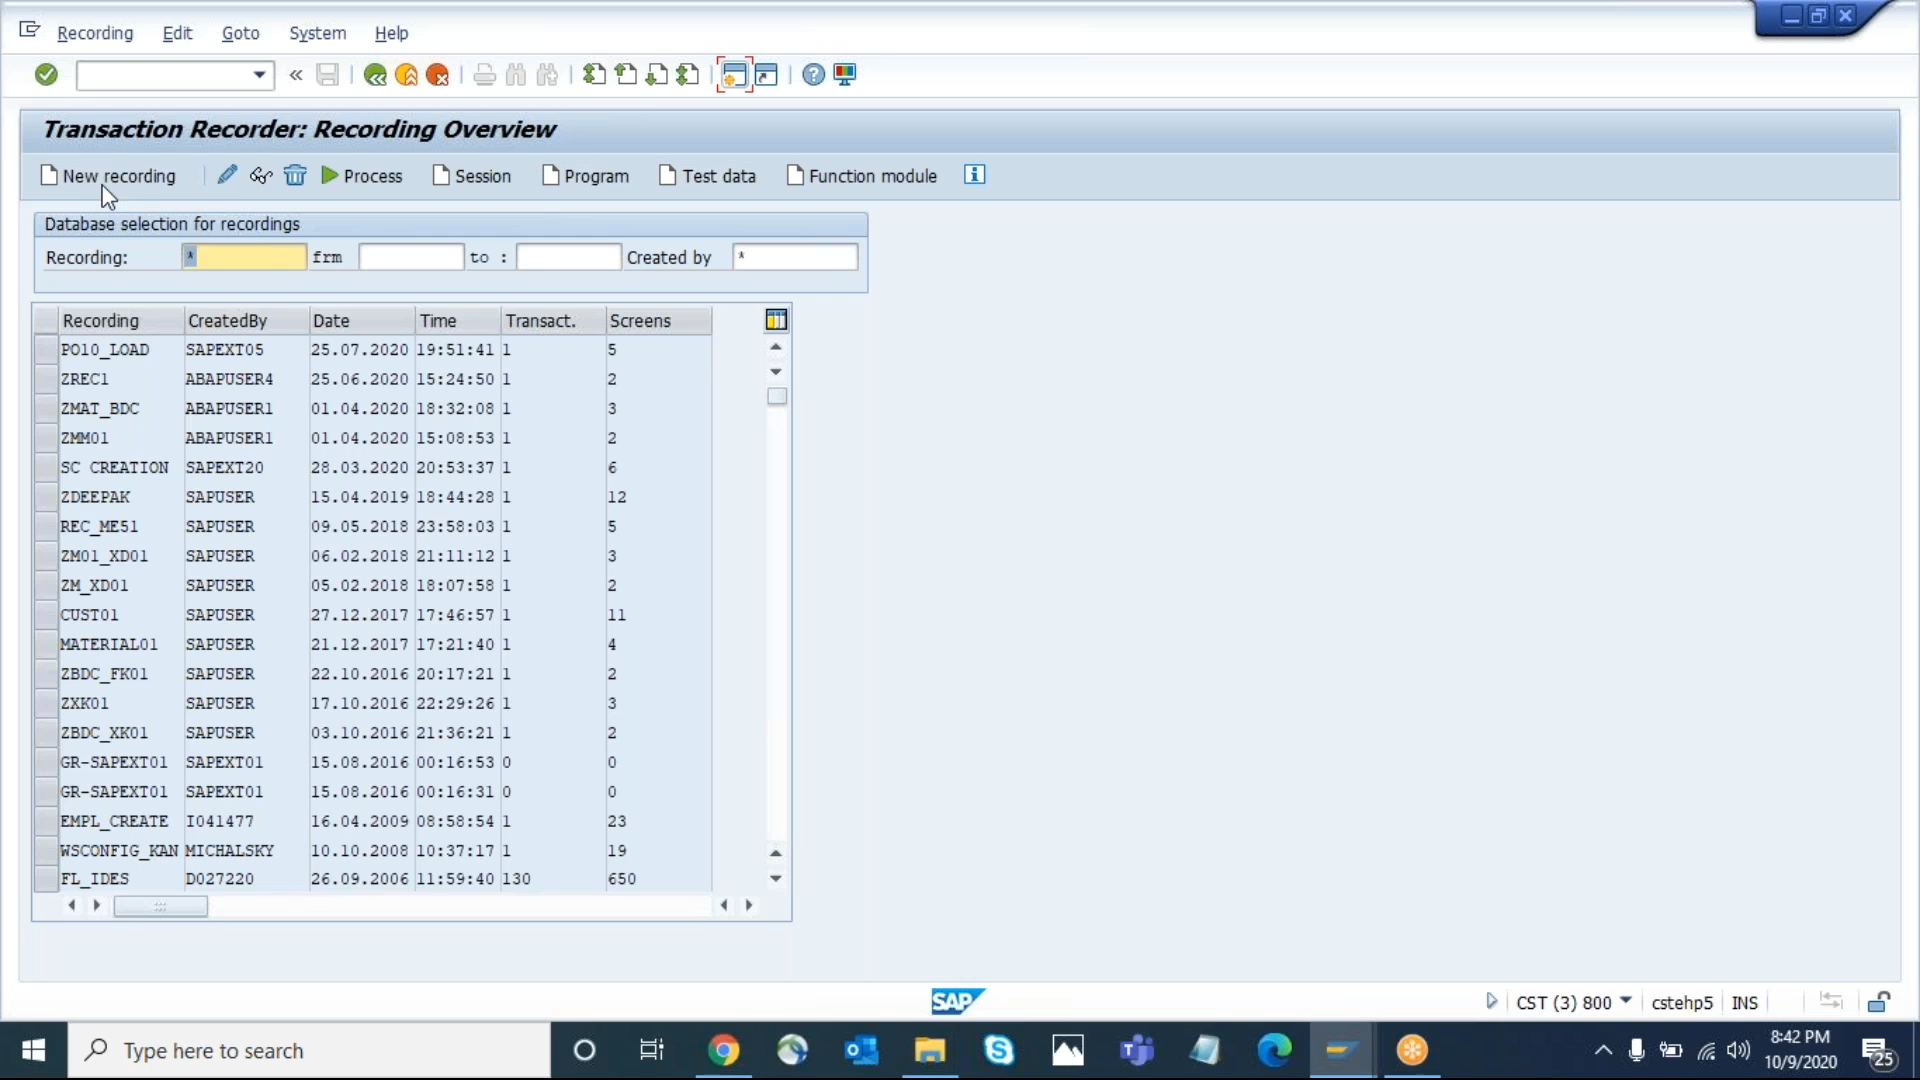 Recording Edit Goto System Help
Transaction Recorder: Recording Overview
New recording Process Session Program Test data Function module
Database selection for recordings
Recording: * frm to : Created by *
Recording CreatedBy Date Time Transact. Screens
PO10_LOAD SAPEXT05 25.07.2020 19:51:41 1 5
ZREC1 ABAPUSER4 25.06.2020 15:24:50 1 2
ZMAT_BDC ABAPUSER1 01.04.2020 18:32:08 1 3
ZMM01 ABAPUSER1 01.04.2020 15:08:53 1 2
SC CREATION SAPEXT20 28.03.2020 20:53:37 1 6
ZDEEPAK SAPUSER 15.04.2019 18:44:28 1 12
REC_ME51 SAPUSER 09.05.2018 23:58:03 1 5
ZM01_XD01 SAPUSER 06.02.2018 21:11:12 1 3
ZM_XD01 SAPUSER 05.02.2018 18:07:58 1 2
CUST01 SAPUSER 27.12.2017 17:46:57 1 11
MATERIAL01 SAPUSER 21.12.2017 17:21:40 1 4
ZBDC_FK01 SAPUSER 22.10.2016 20:17:21 1 2
ZXK01 SAPUSER 17.10.2016 22:29:26 1 3
ZBDC_XK01 SAPUSER 03.10.2016 21:36:21 1 2
GR-SAPEXT01 SAPEXT01 15.08.2016 00:16:53 0 0
GR-SAPEXT01 SAPEXT01 15.08.2016 00:16:31 0 0
EMPL_CREATE I041477 16.04.2009 08:58:54 1 23
WSCONFIG_KAN MICHALSKY 10.10.2008 10:37:17 1 19
FL_IDES D027220 26.09.2006 11:59:40 130 650
SAP CST (3) 800 cstehp5 INS
Type here to search
8:42 PM
10/9/2020
25